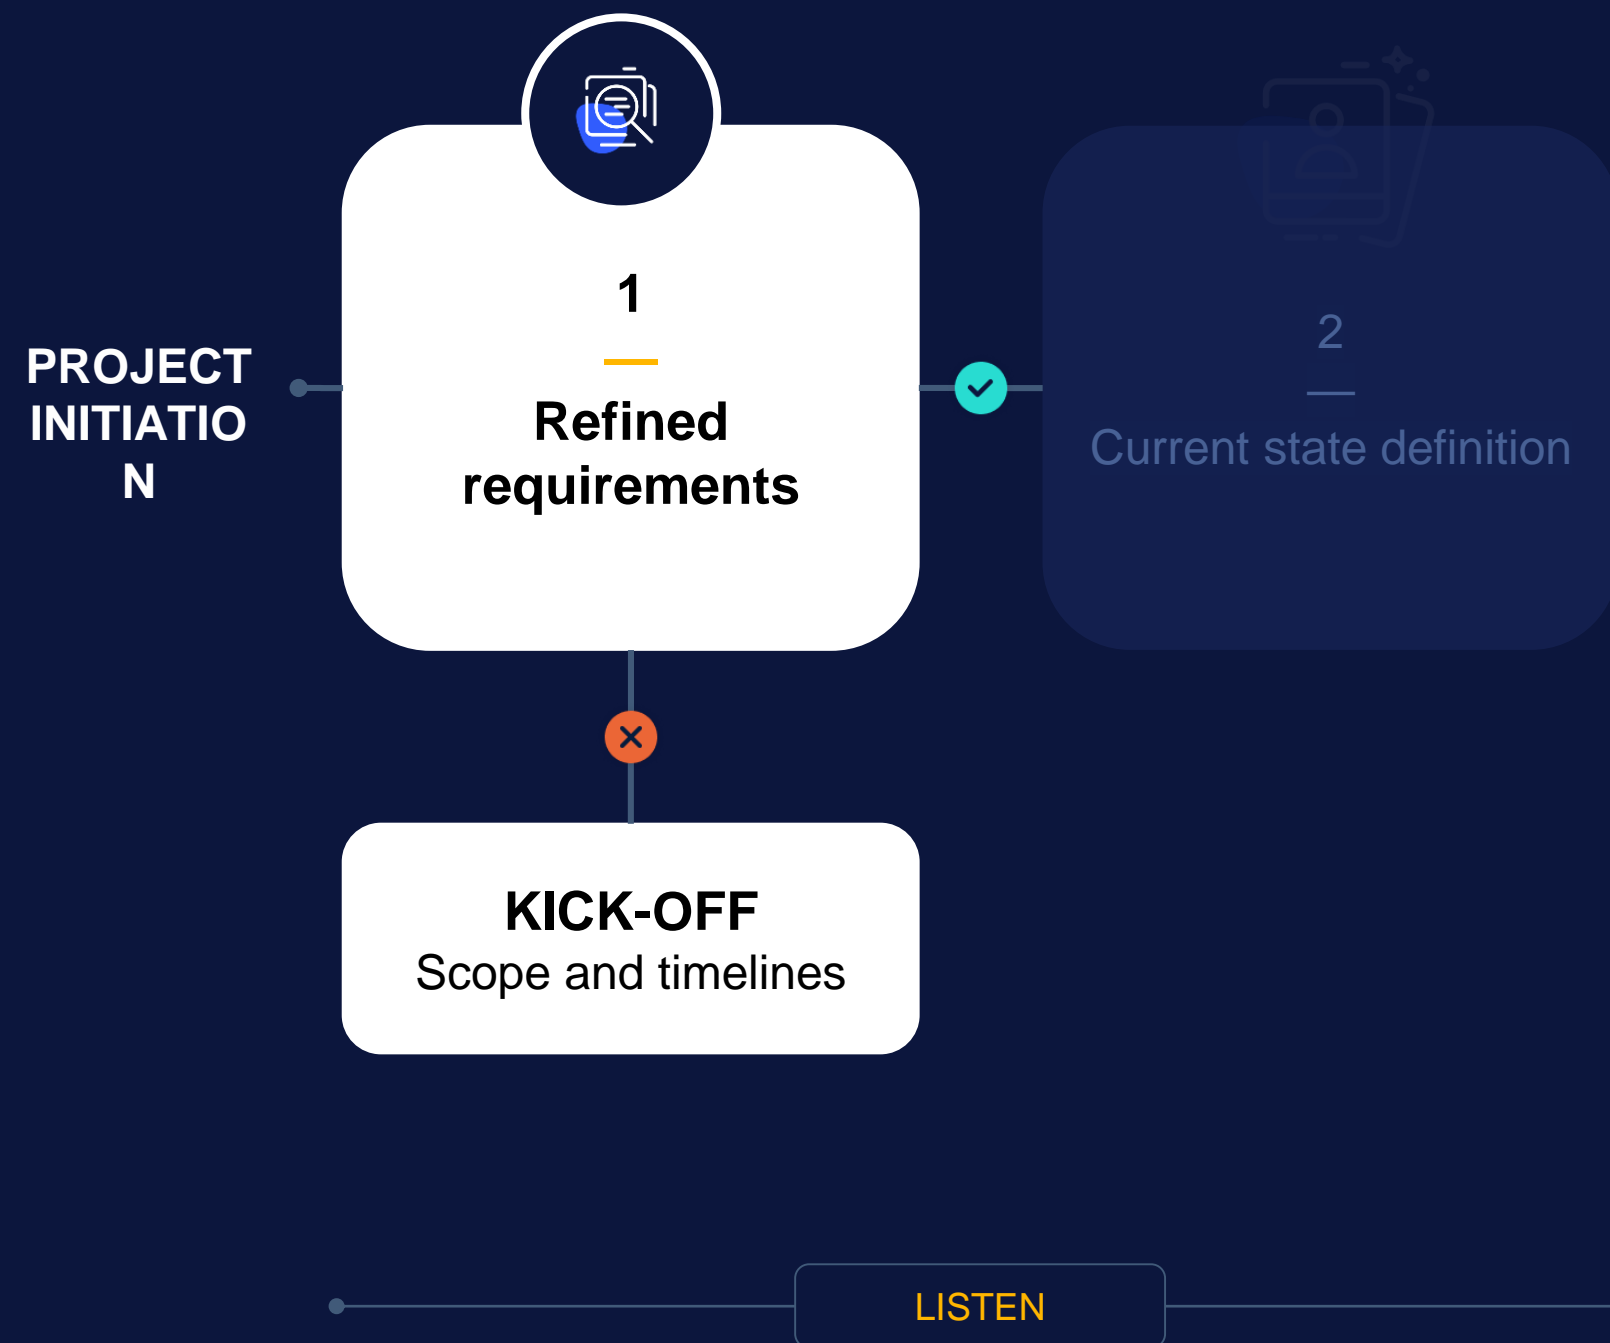 PROJECT
INITIATIO
N
1
Refined
requirements
2
Current state definition
KICK-OFF
Scope and timelines
LISTEN